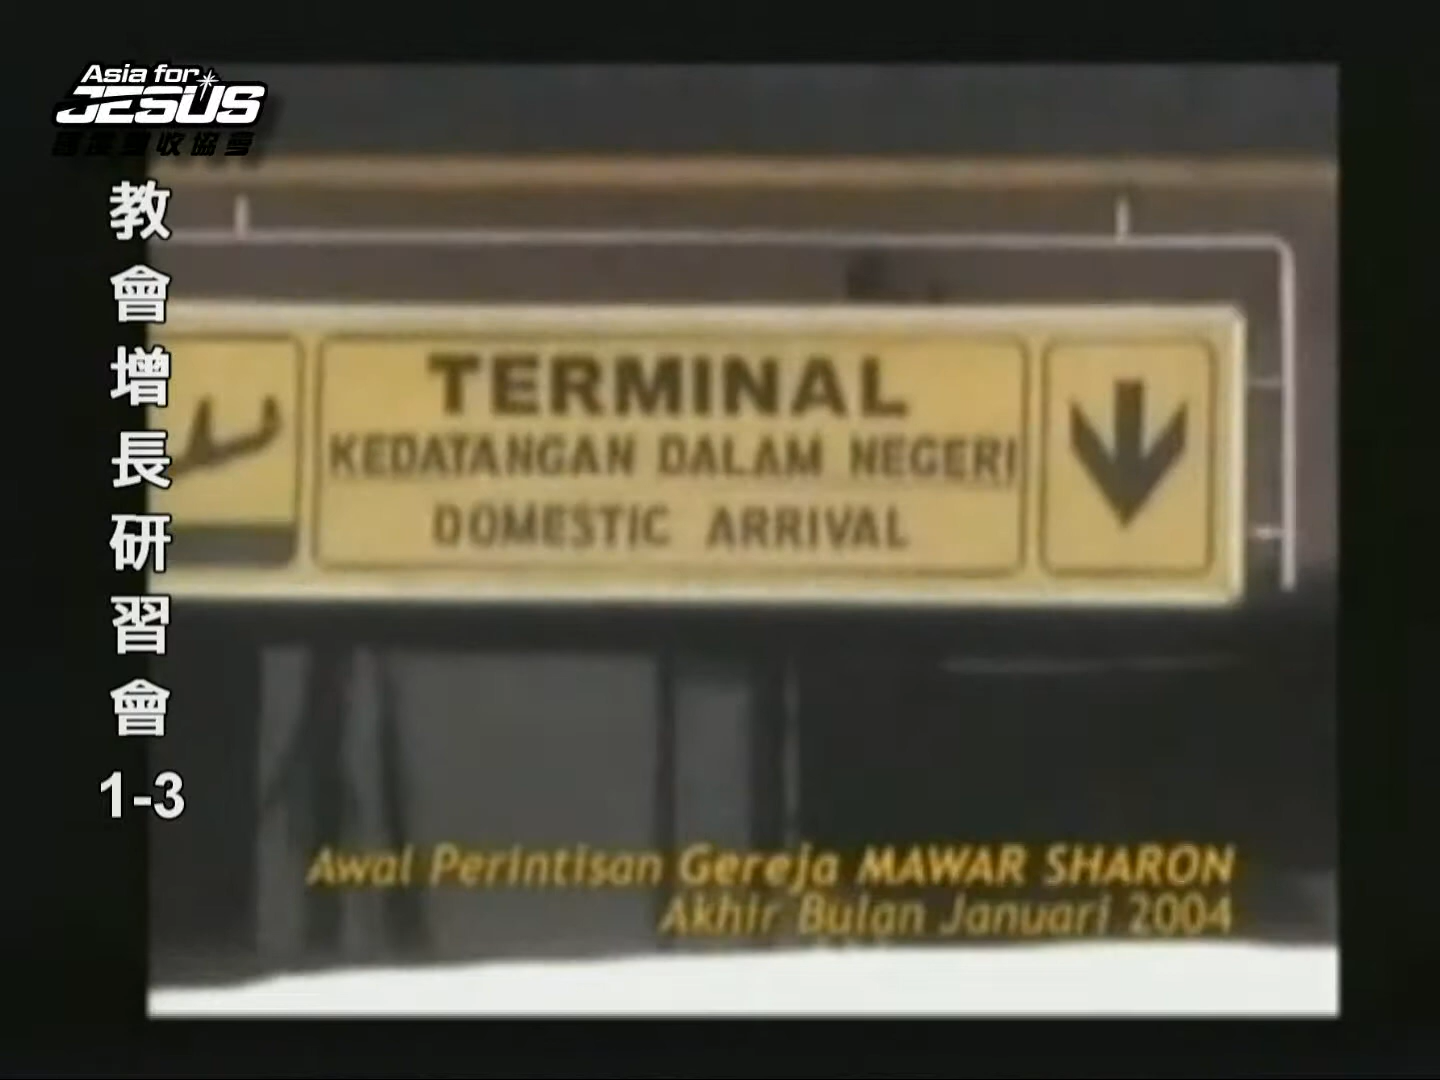 Asia for
JESUS
教會增長研習會
1-3
TERMINAL
KEDATANGAN DALAM NEGERI
DOMESTIC ARRIVAL
Awal Perintisan Gereja MAWAR SHARON
Akhir Bulan Januari 2004